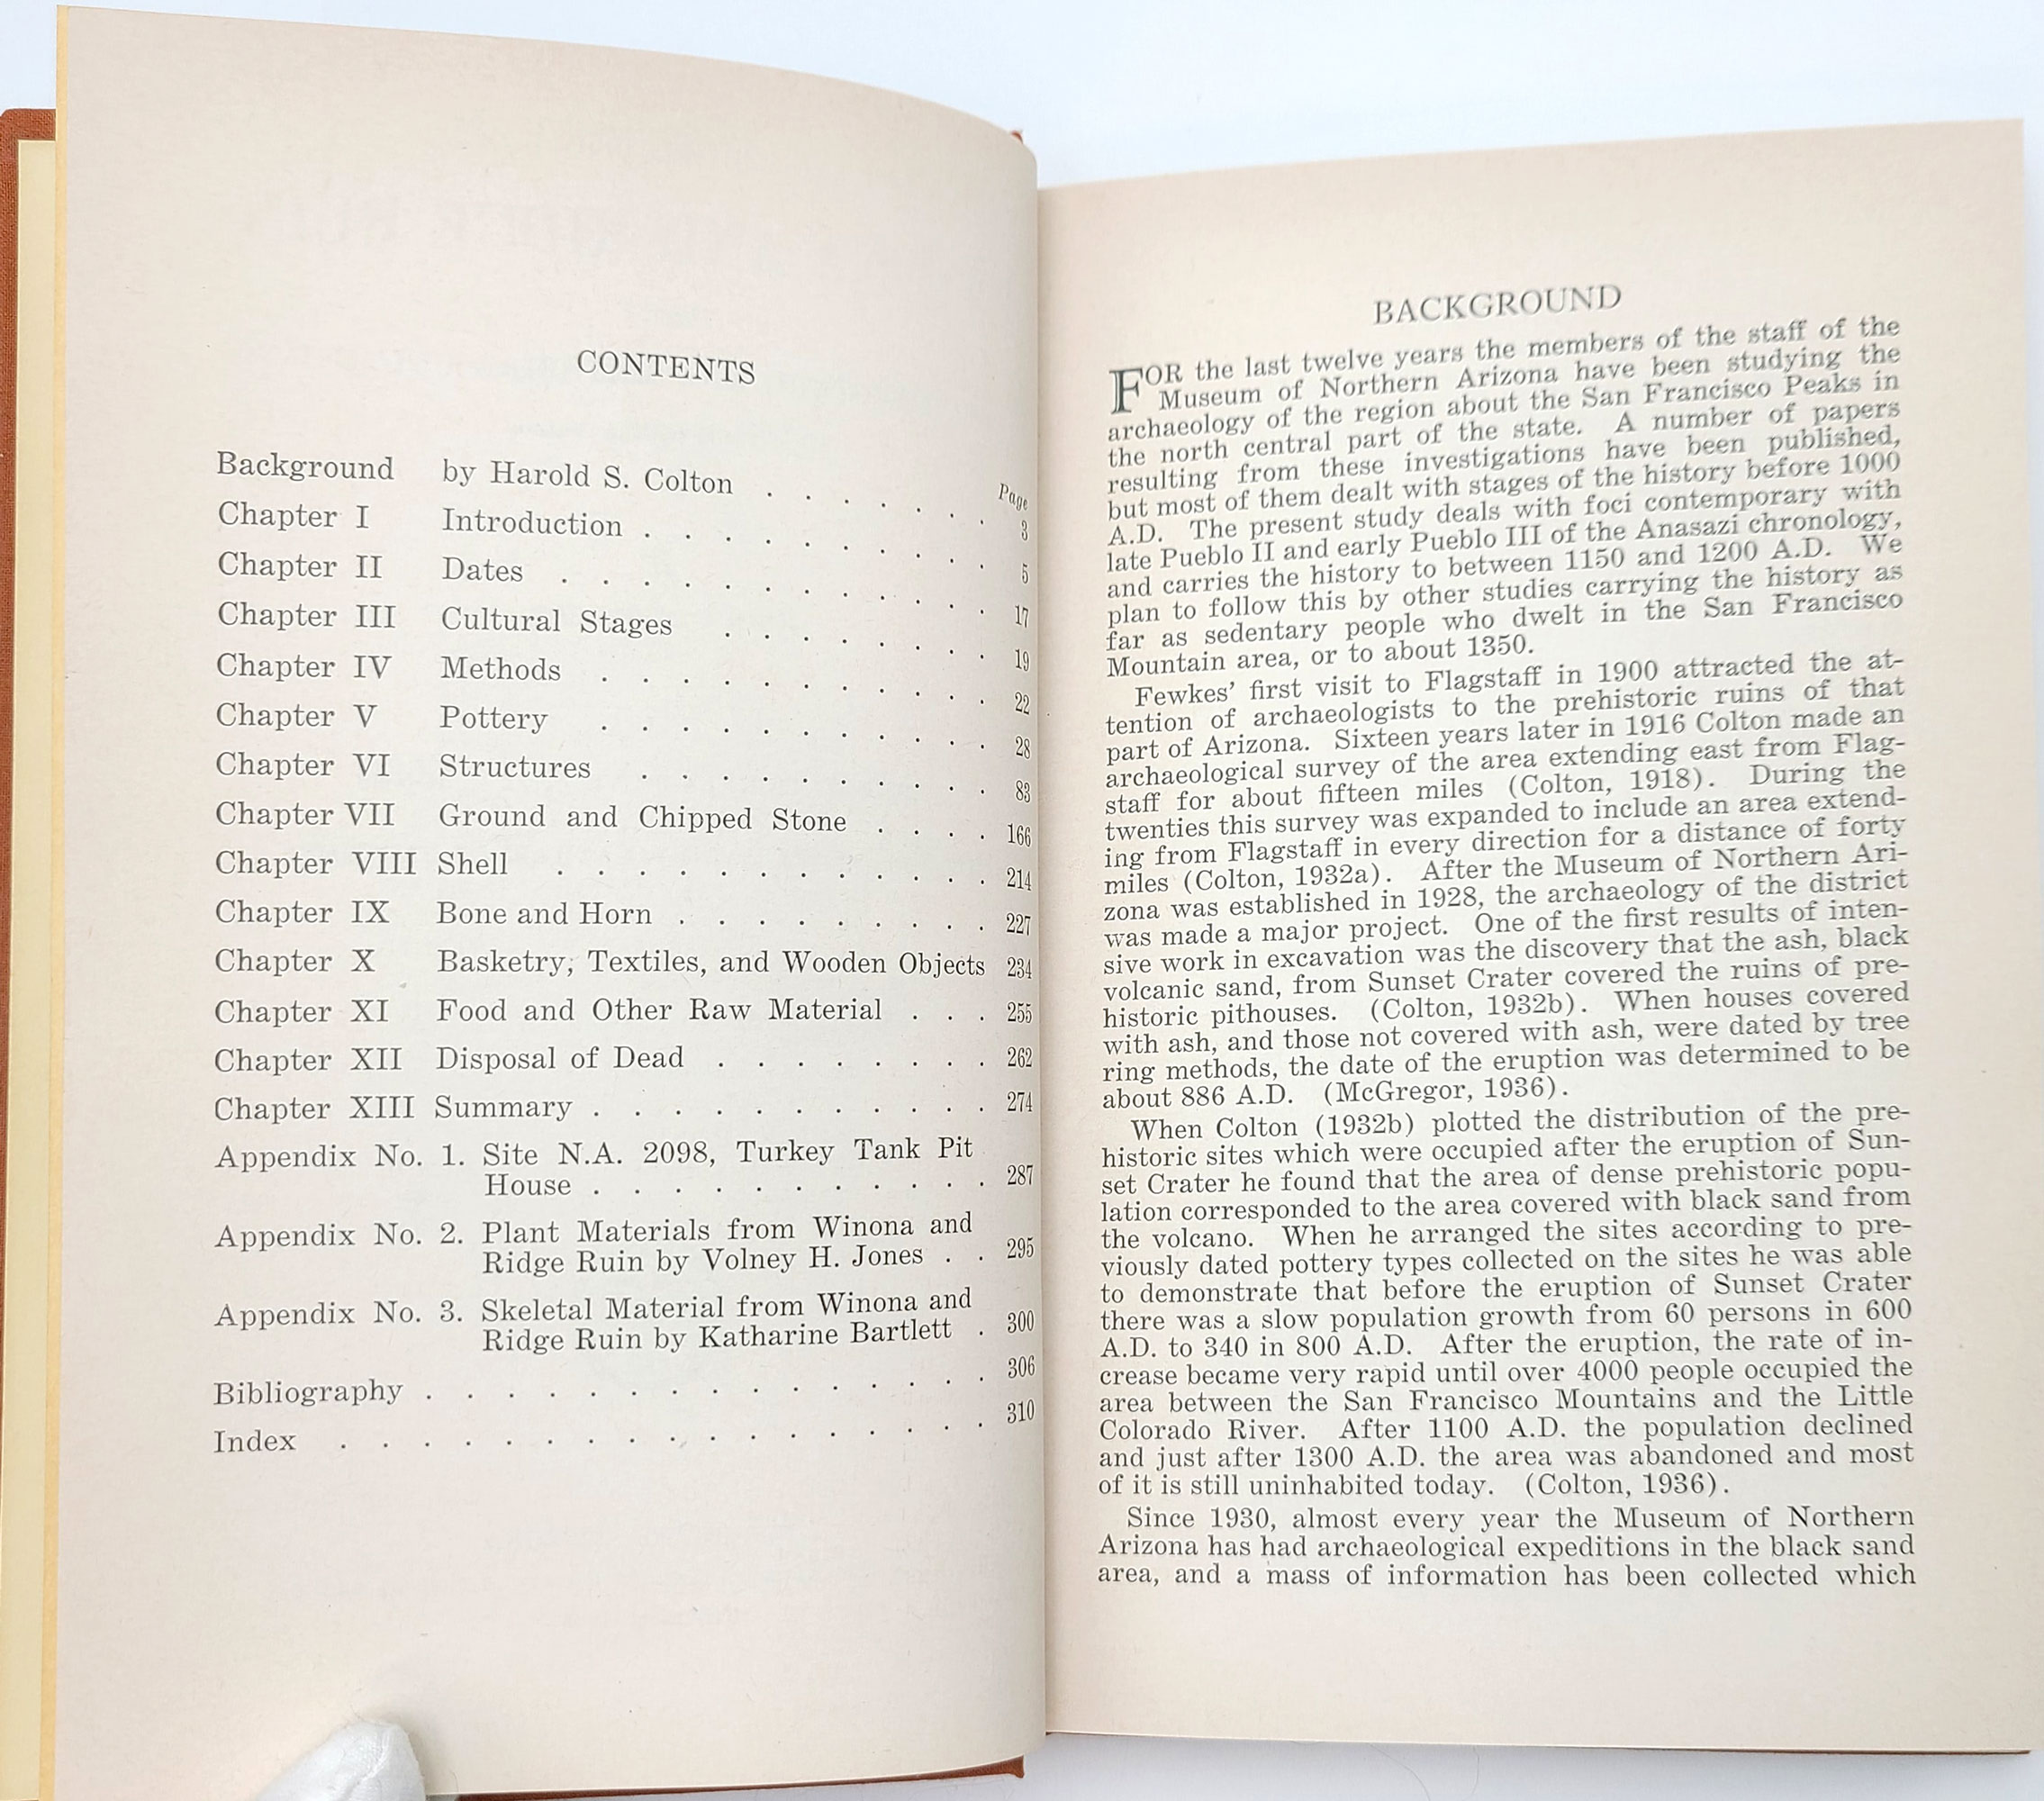 CONTENTS
Page
Background by Harold S. Colton . . . . . . 3
Chapter I Introduction . . . . . . . . . 5
Chapter II Dates . . . . . . . . . . . 17
Chapter III Cultural Stages . . . . . . . . 19
Chapter IV Methods . . . . . . . . . . 22
Chapter V Pottery . . . . . . . . . . 28
Chapter VI Structures . . . . . . . . . 83
Chapter VII Ground and Chipped Stone . . . . 166
Chapter VIII Shell . . . . . . . . . . . 214
Chapter IX Bone and Horn . . . . . . . . . 227
Chapter X Basketry, Textiles, and Wooden Objects 234
Chapter XI Food and Other Raw Material . . . 255
Chapter XII Disposal of Dead . . . . . . . . 262
Chapter XIII Summary . . . . . . . . . . . 274
Appendix No. 1. Site N.A. 2098, Turkey Tank Pit
House . . . . . . . . . . . 287
Appendix No. 2. Plant Materials from Winona and
Ridge Ruin by Volney H. Jones . . 295
Appendix No. 3. Skeletal Material from Winona and
Ridge Ruin by Katharine Bartlett . 300
Bibliography . . . . . . . . . . . . . . . 306
Index . . . . . . . . . . . . . . . . . 310
BACKGROUND
FOR the last twelve years the members of the staff of the
Museum of Northern Arizona have been studying the
archaeology of the region about the San Francisco Peaks in
the north central part of the state. A number of papers
resulting from these investigations have been published,
but most of them dealt with stages of the history before 1000
A.D. The present study deals with foci contemporary with
late Pueblo II and early Pueblo III of the Anasazi chronology,
and carries the history to between 1150 and 1200 A.D. We
plan to follow this by other studies carrying the history as
far as sedentary people who dwelt in the San Francisco
Mountain area, or to about 1350.
Fewkes' first visit to Flagstaff in 1900 attracted the at-
tention of archaeologists to the prehistoric ruins of that
part of Arizona. Sixteen years later in 1916 Colton made an
archaeological survey of the area extending east from Flag-
staff for about fifteen miles (Colton, 1918). During the
twenties this survey was expanded to include an area extend-
ing from Flagstaff in every direction for a distance of forty
miles (Colton, 1932a). After the Museum of Northern Ari-
zona was established in 1928, the archaeology of the district
was made a major project. One of the first results of inten-
sive work in excavation was the discovery that the ash, black
volcanic sand, from Sunset Crater covered the ruins of pre-
historic pithouses. (Colton, 1932b). When houses covered
with ash, and those not covered with ash, were dated by tree
ring methods, the date of the eruption was determined to be
about 886 A.D. (McGregor, 1936).
When Colton (1932b) plotted the distribution of the pre-
historic sites which were occupied after the eruption of Sun-
set Crater he found that the area of dense prehistoric popu-
lation corresponded to the area covered with black sand from
the volcano. When he arranged the sites according to pre-
viously dated pottery types collected on the sites he was able
to demonstrate that before the eruption of Sunset Crater
there was a slow population growth from 60 persons in 600
A.D. to 340 in 800 A.D. After the eruption, the rate of in-
crease became very rapid until over 4000 people occupied the
area between the San Francisco Mountains and the Little
Colorado River. After 1100 A.D. the population declined
and just after 1300 A.D. the area was abandoned and most
of it is still uninhabited today. (Colton, 1936).
Since 1930, almost every year the Museum of Northern
Arizona has had archaeological expeditions in the black sand
area, and a mass of information has been collected which